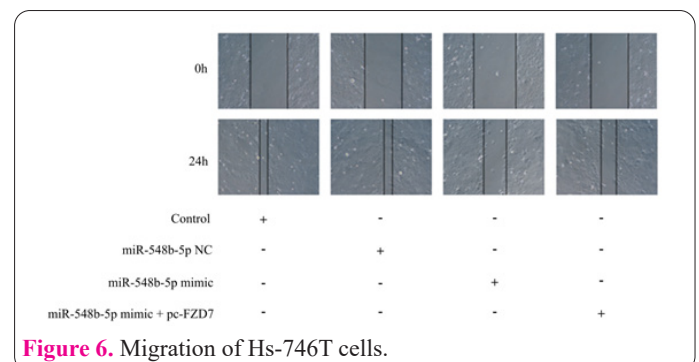 0h
24h
Control + - - -
miR-548b-5p NC - + - -
miR-548b-5p mimic - - + -
miR-548b-5p mimic + pc-FZD7 - - - +
Figure 6. Migration of Hs-746T cells.